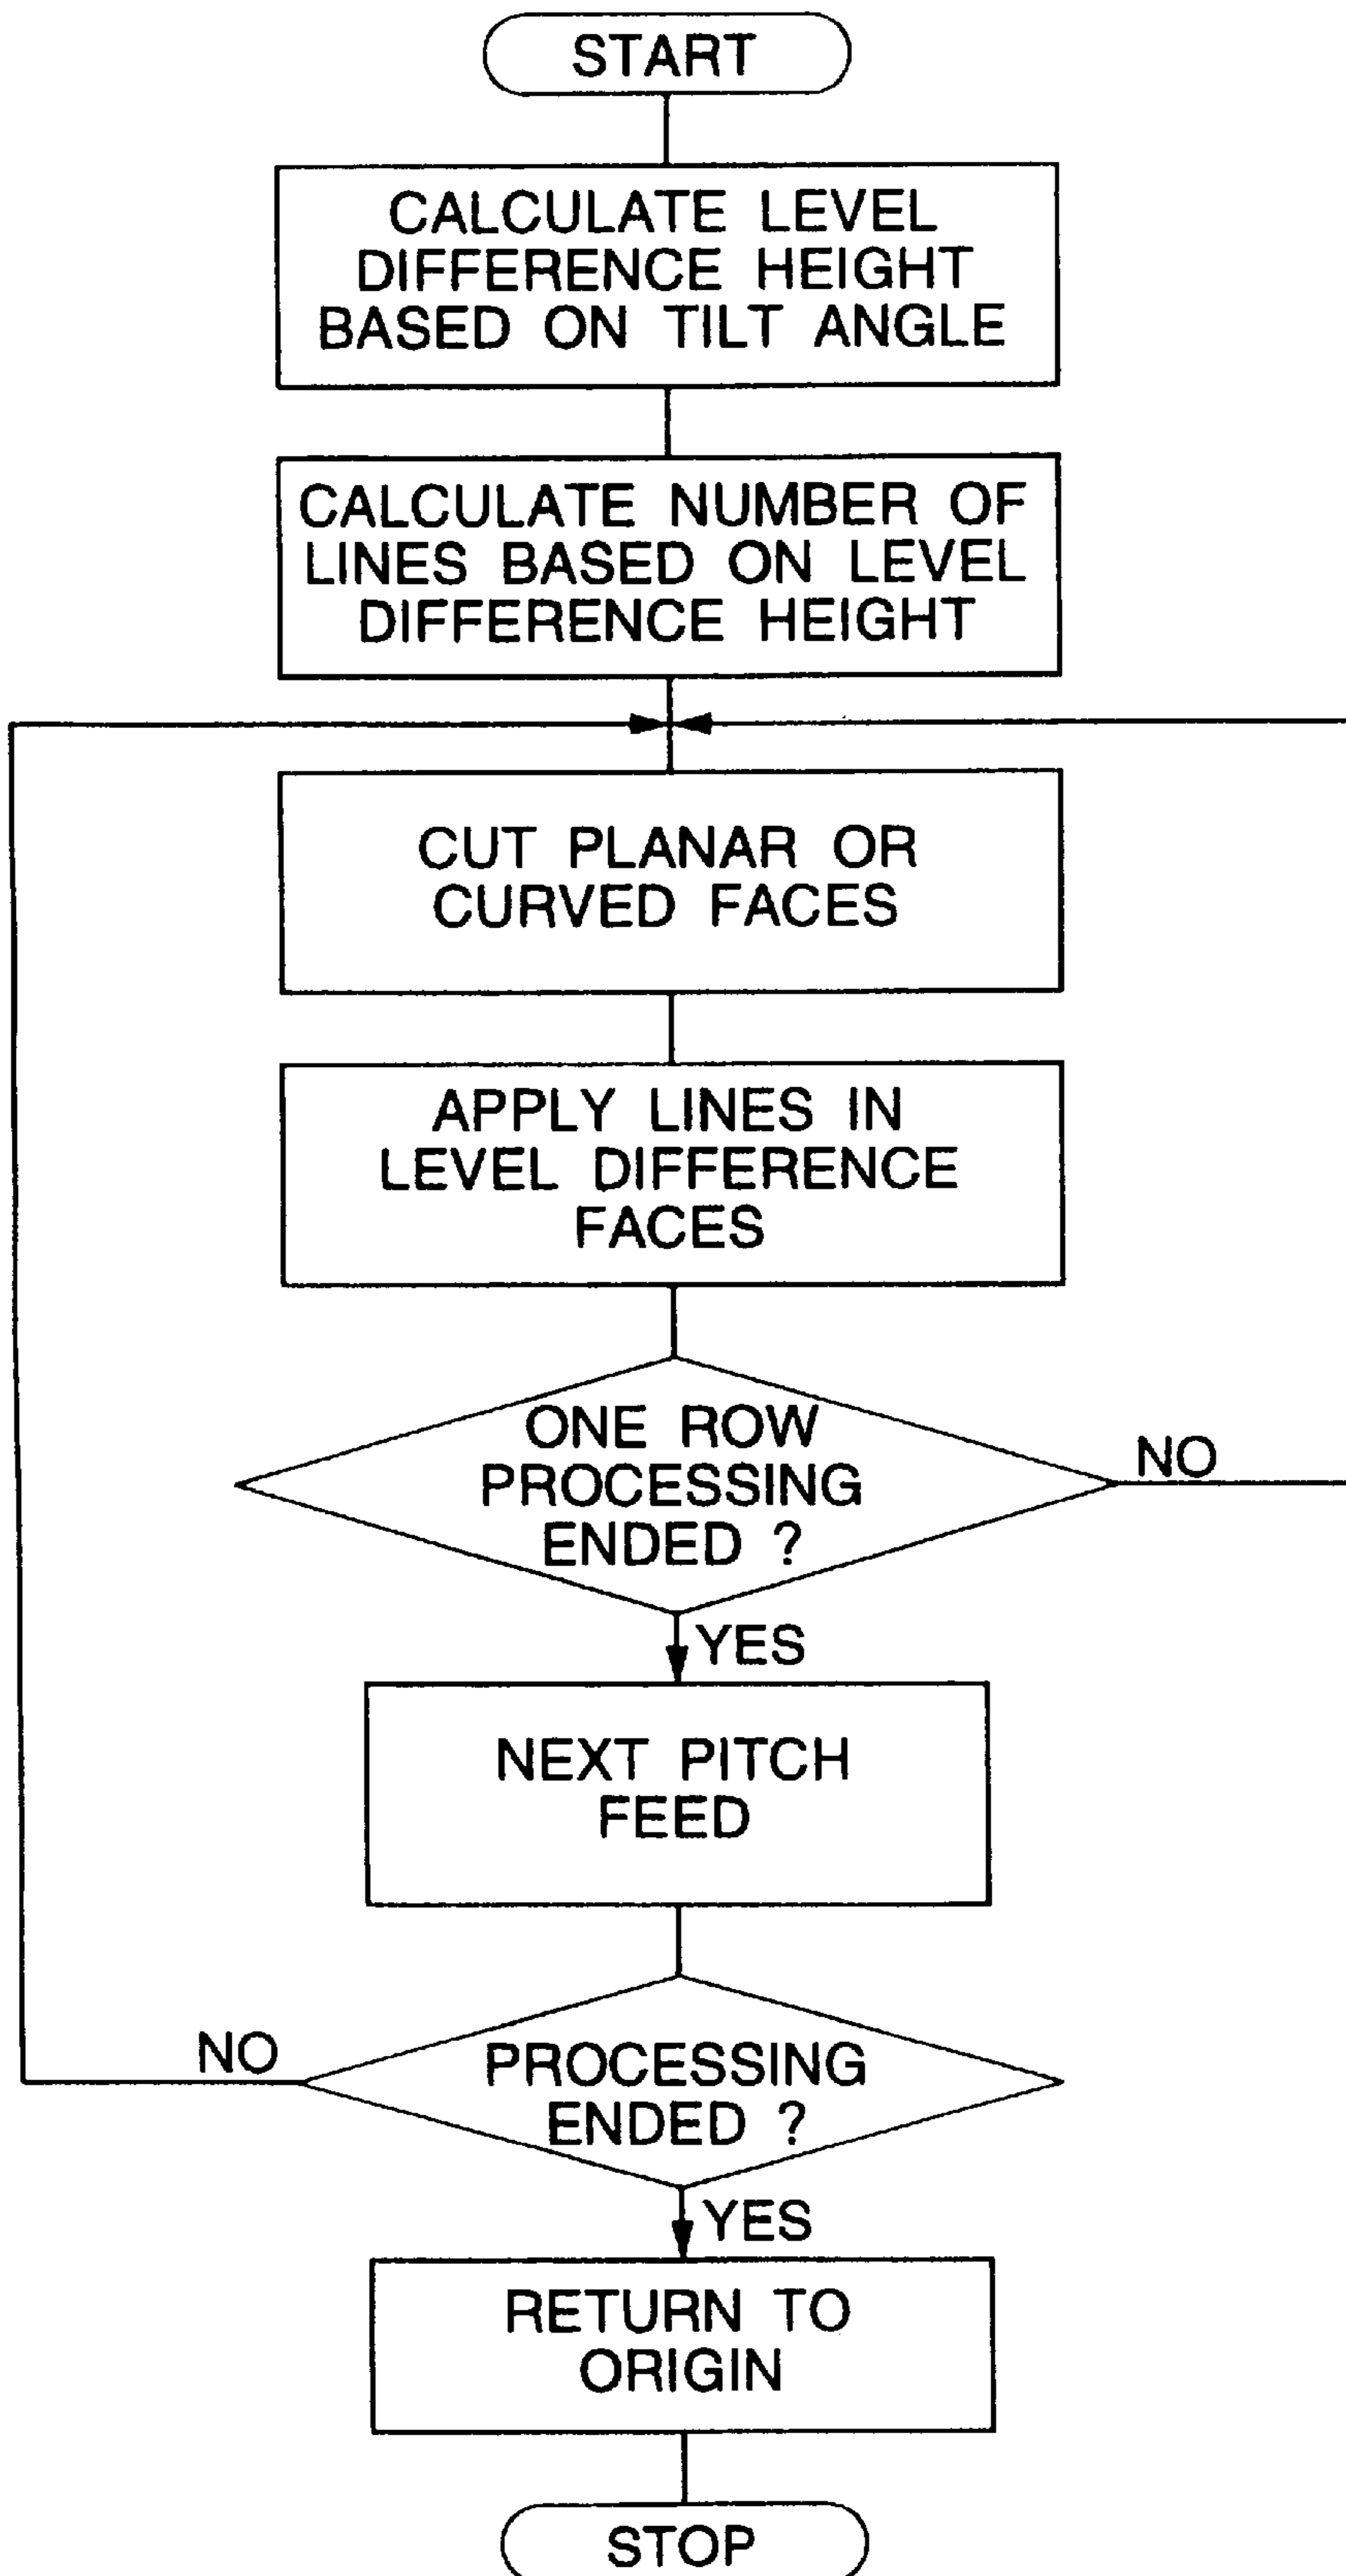 START
CALCULATE LEVEL
DIFFERENCE HEIGHT
BASED ON TILT ANGLE
CALCULATE NUMBER OF
LINES BASED ON LEVEL
DIFFERENCE HEIGHT
CUT PLANAR OR
CURVED FACES
APPLY LINES IN
LEVEL DIFFERENCE
FACES
ONE ROW
PROCESSING
ENDED ?
NO
YES
NEXT PITCH
FEED
NO
PROCESSING
ENDED ?
YES
RETURN TO
ORIGIN
STOP